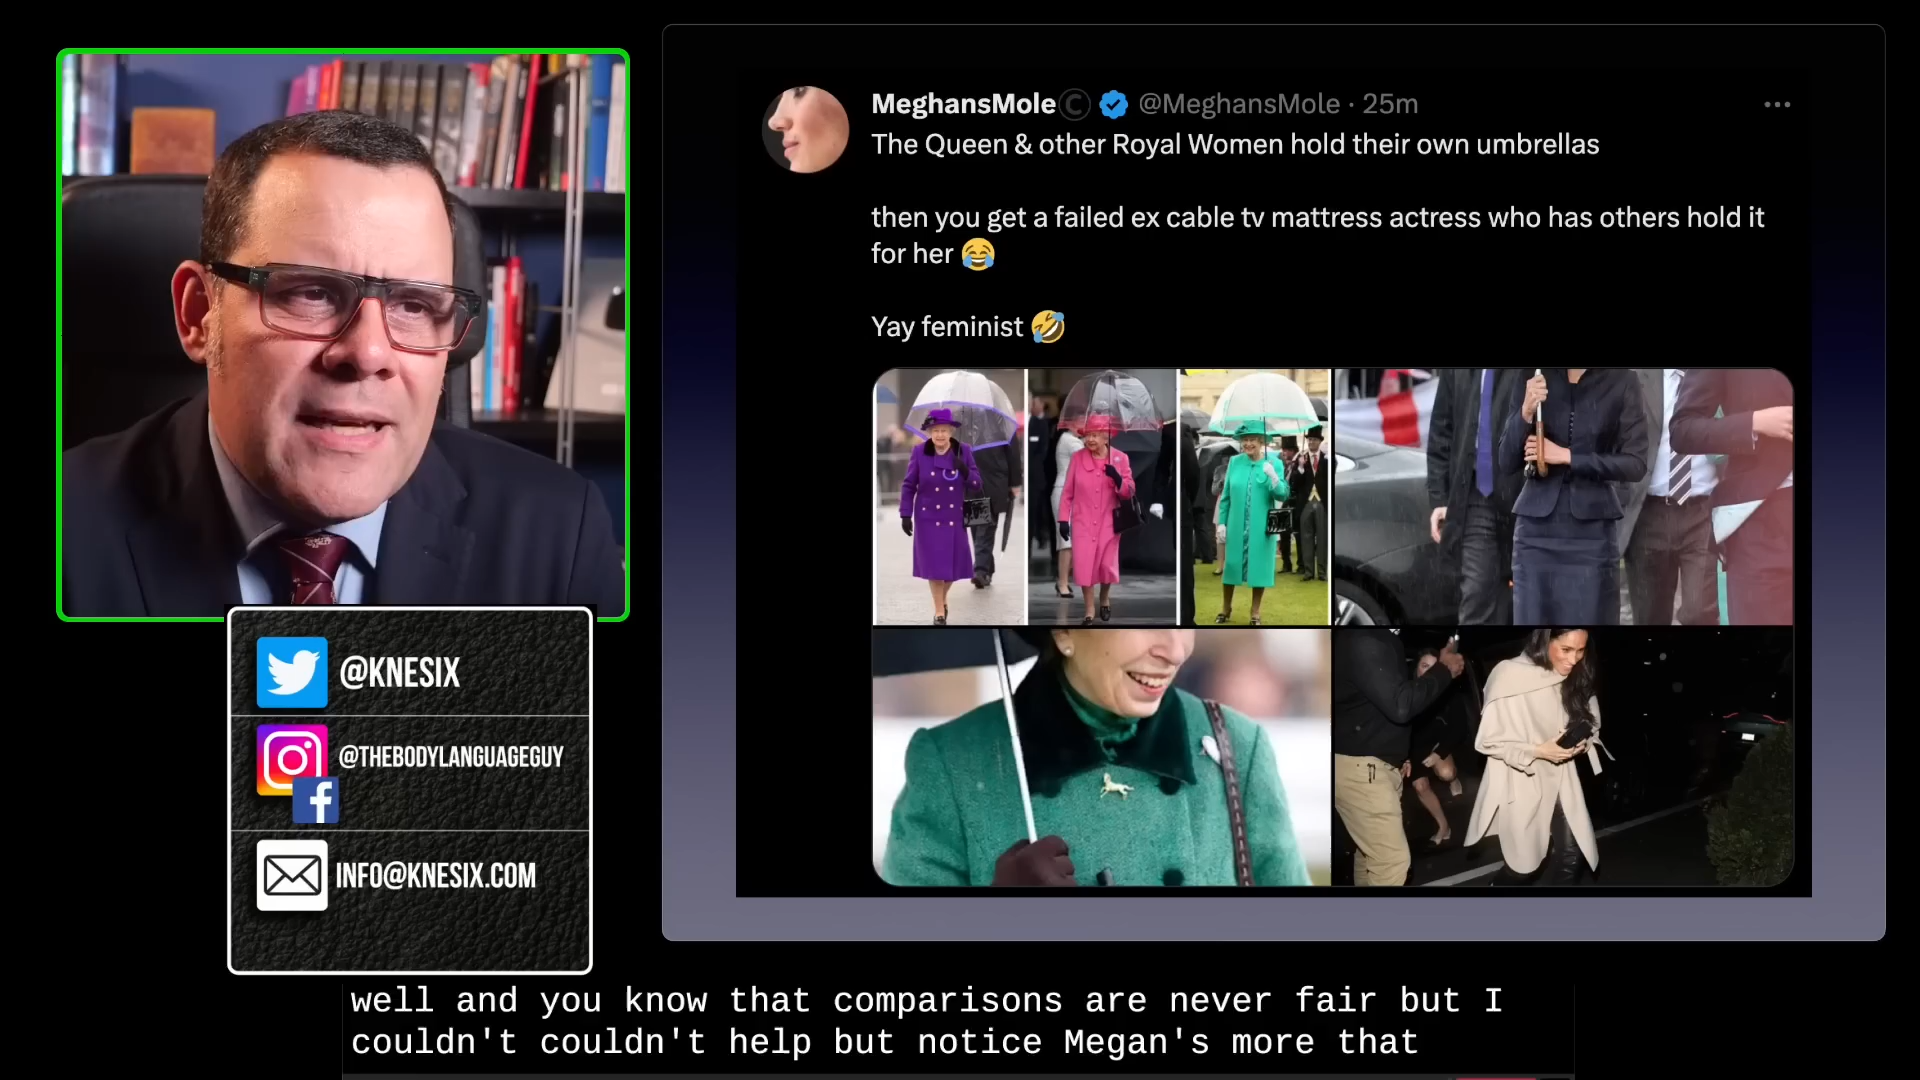 MeghansMole © @MeghansMole · 25m
The Queen & other Royal Women hold their own umbrellas
then you get a failed ex cable tv mattress actress who has others hold it
for her 😂
Yay feminist 🤣
@KNESIX
@THEBODYLANGUAGEGUY
INFO@KNESIX.COM
well and you know that comparisons are never fair but I
couldn't couldn't help but notice Megan's more that